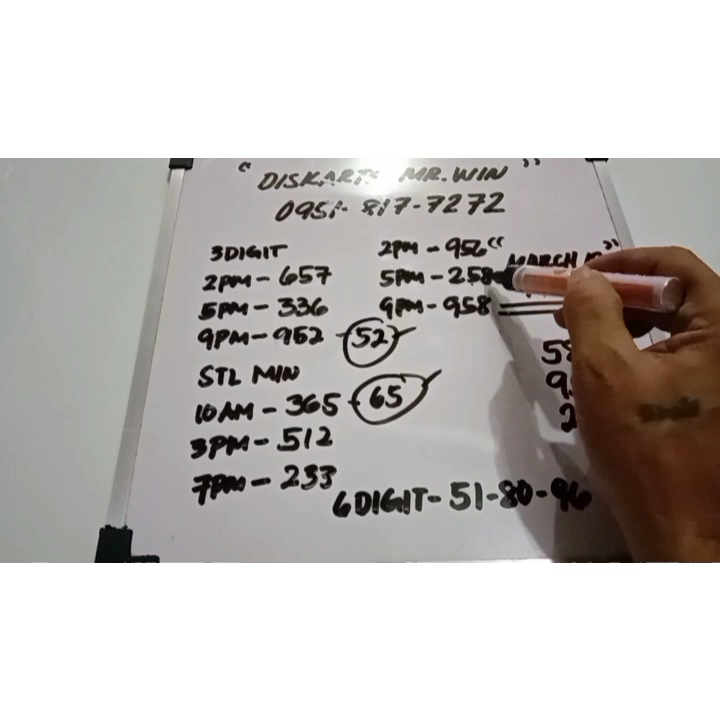 " DISKARTE MR. WIN "
0951-817-7272
3DIGIT
2PM - 657
5PM - 336
9PM - 952 - 52
STL MIN
10AM - 365 - 65
3PM - 512
7PM - 233
2PM - 956 "
5PM - 258
9PM - 958
MARCH
6DIGIT - 51-80-96